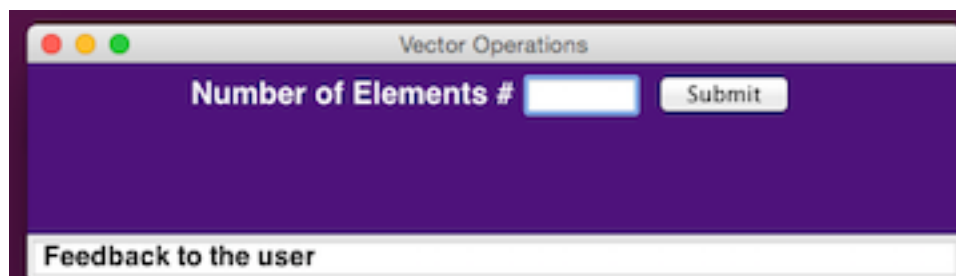 Vector Operations
Number of Elements # Submit
Feedback to the user